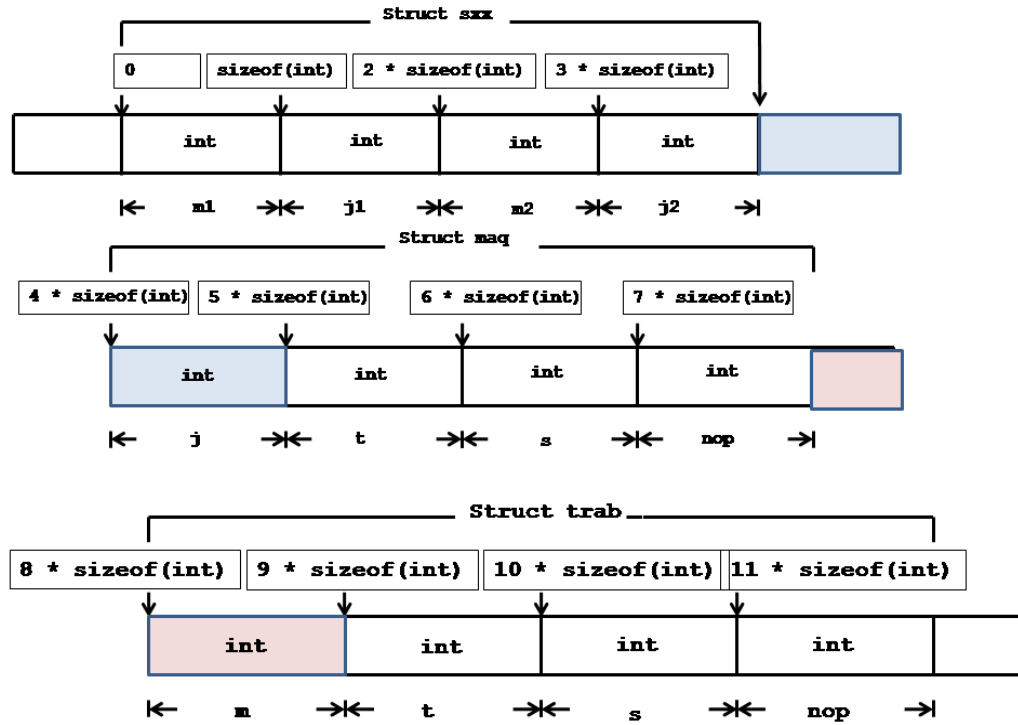 Struct sxx
0 sizeof(int) 2 * sizeof(int) 3 * sizeof(int)
int int int int
m1 j1 m2 j2
Struct maq
4 * sizeof(int) 5 * sizeof(int) 6 * sizeof(int) 7 * sizeof(int)
int int int int
j t s nop
Struct trab
8 * sizeof(int) 9 * sizeof(int) 10 * sizeof(int) 11 * sizeof(int)
int int int int
m t s nop